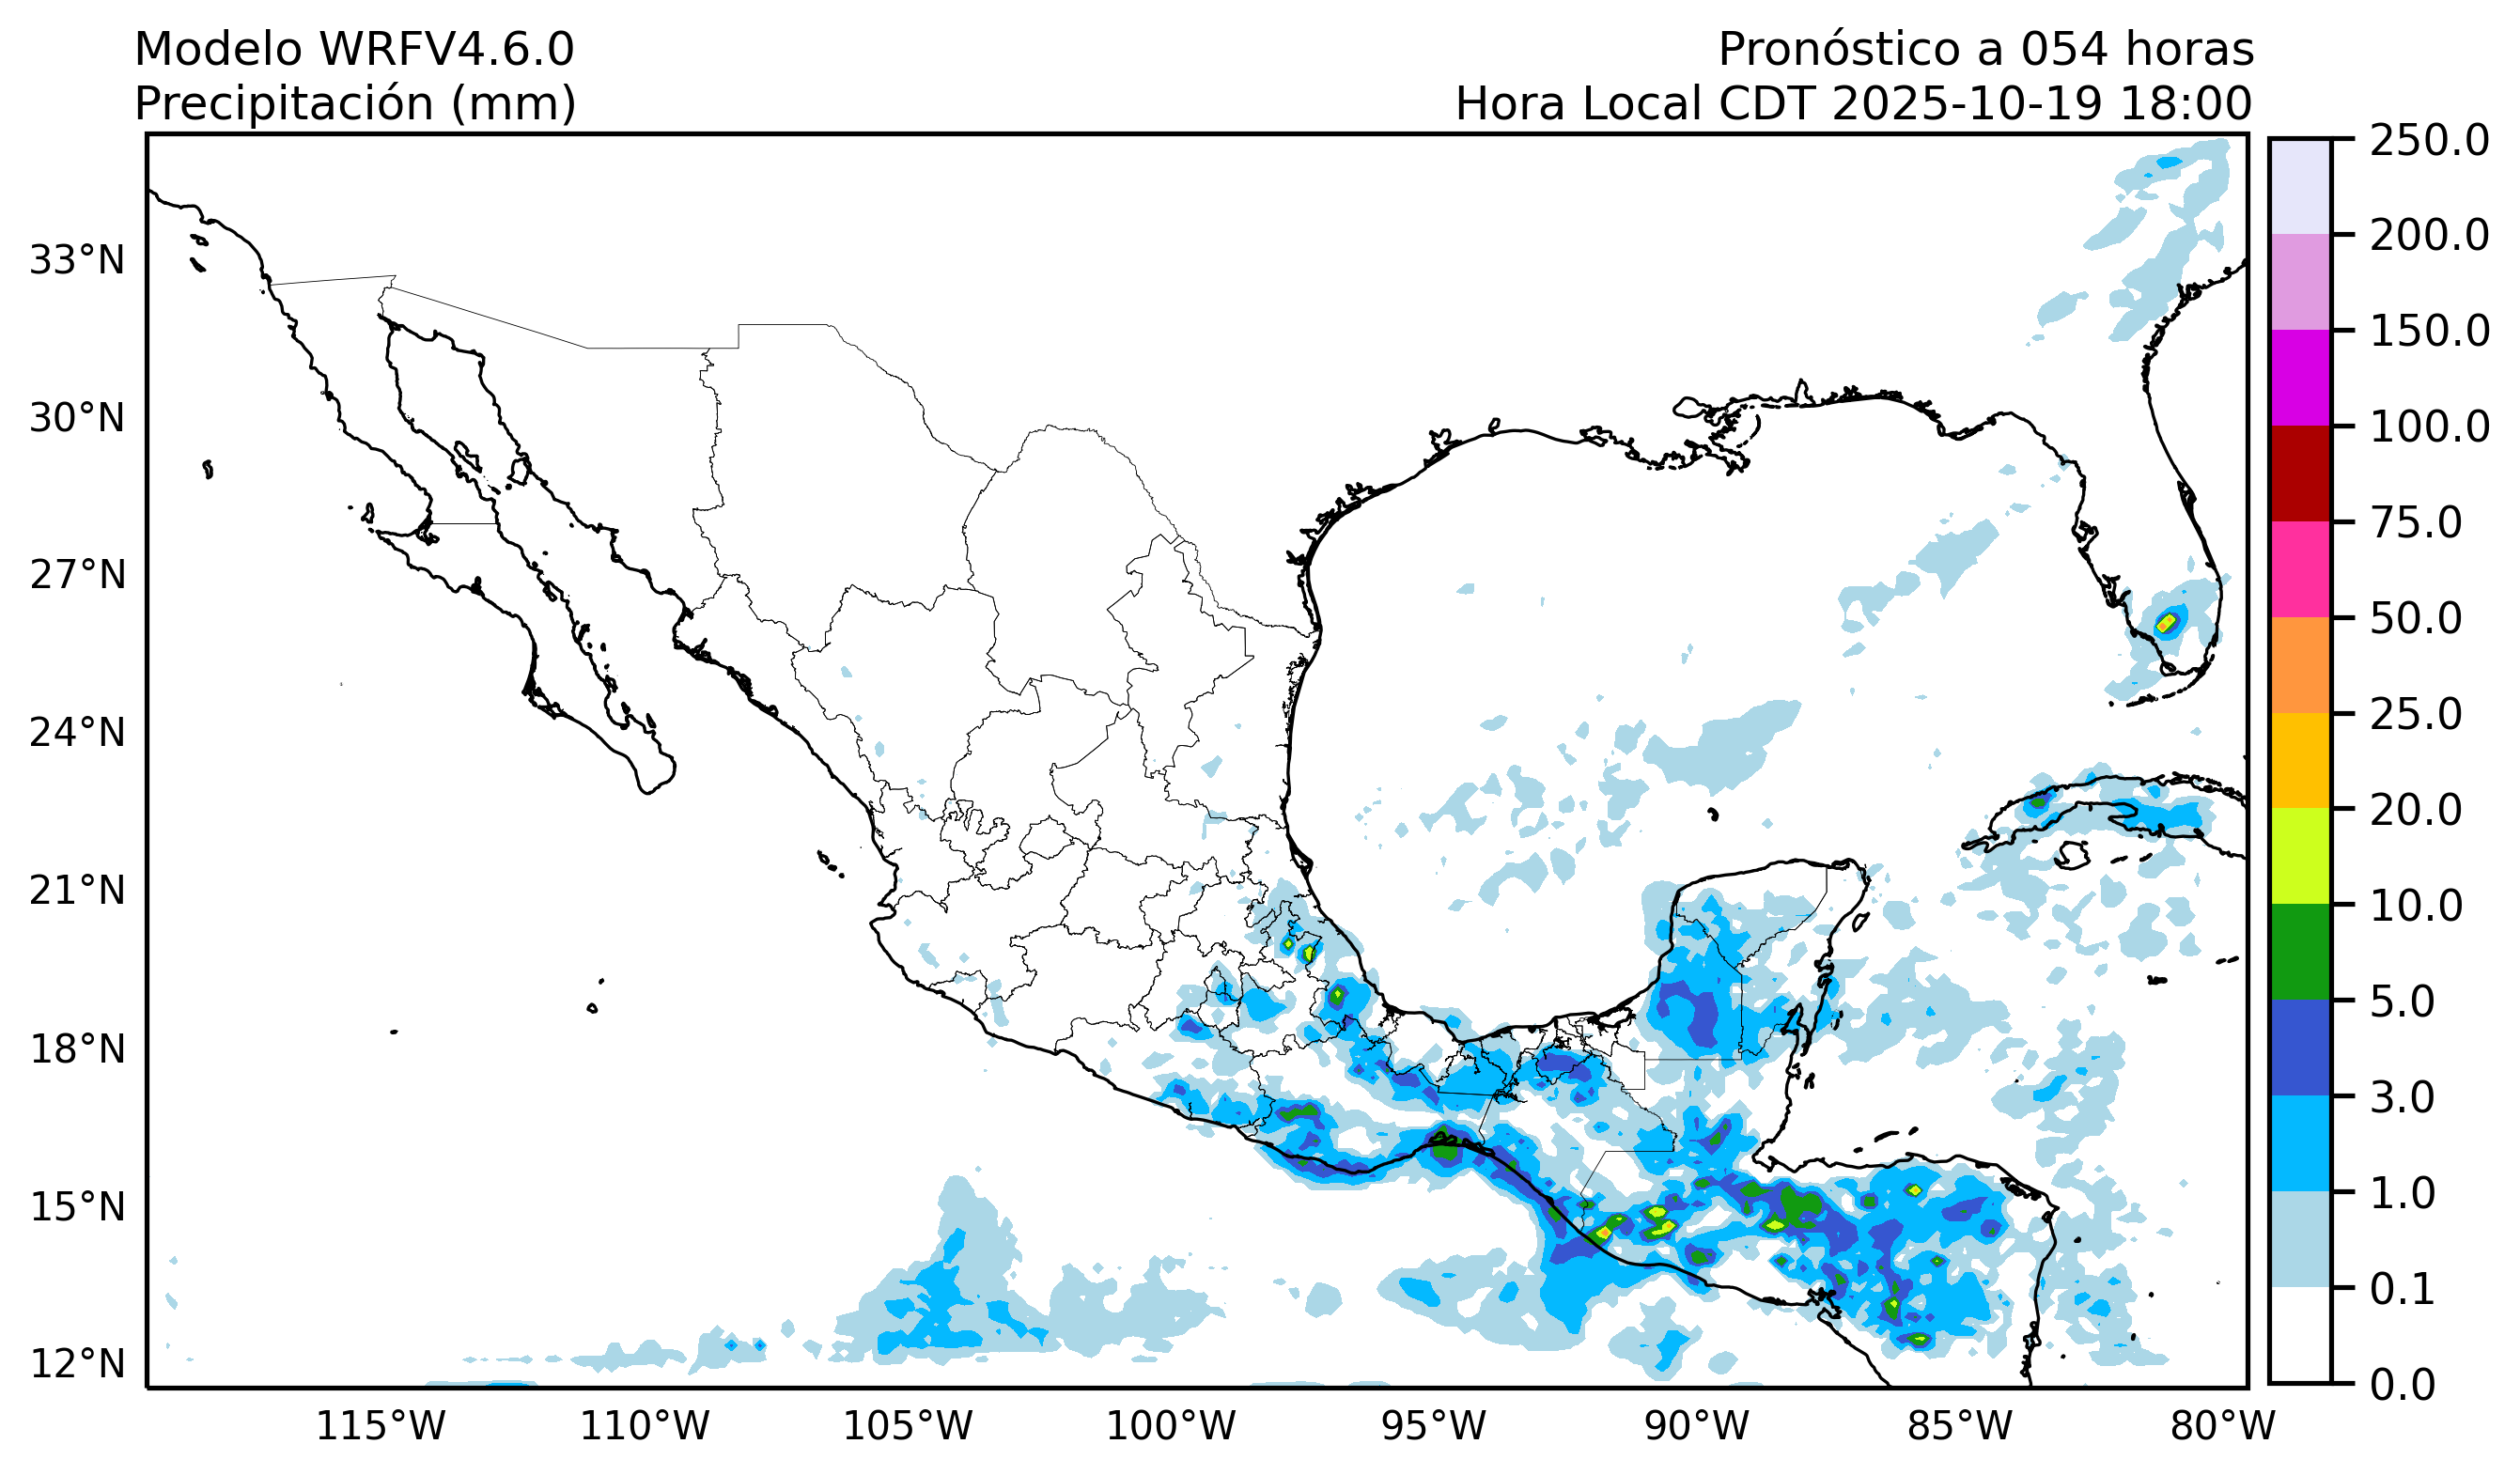 Modelo WRFV4.6.0
Precipitación (mm)
Pronóstico a 054 horas
Hora Local CDT 2025-10-19 18:00
33°N
30°N
27°N
24°N
21°N
18°N
15°N
12°N
115°W
110°W
105°W
100°W
95°W
90°W
85°W
80°W
250.0
200.0
150.0
100.0
75.0
50.0
25.0
20.0
10.0
5.0
3.0
1.0
0.1
0.0